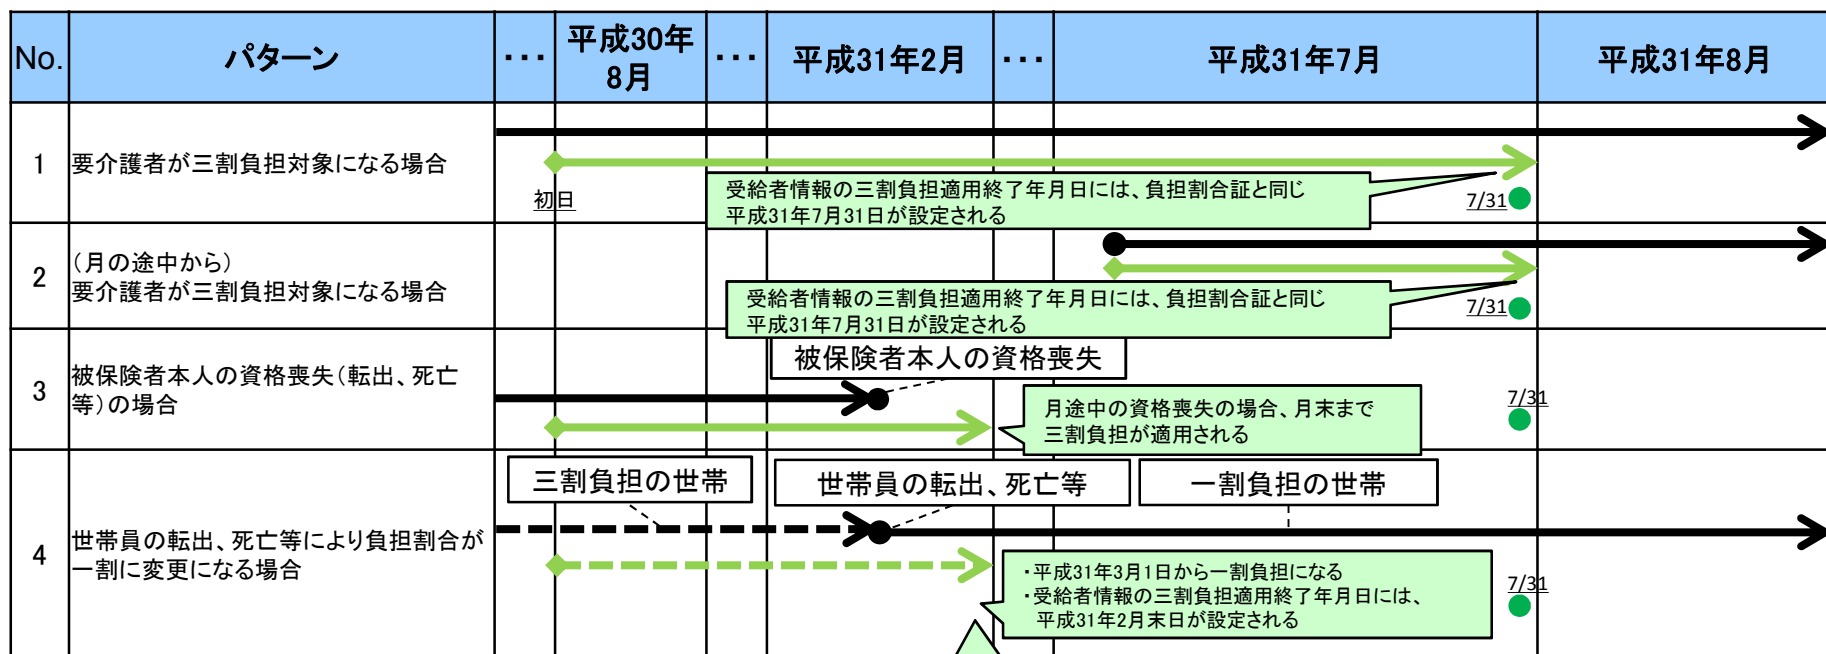 No.
パターン
・・・
平成30年
8月
・・・
平成31年2月
・・・
平成31年7月
平成31年8月
1
要介護者が三割負担対象になる場合
初日
受給者情報の三割負担適用終了年月日には、負担割合証と同じ
平成31年7月31日が設定される
7/31
2
（月の途中から）
要介護者が三割負担対象になる場合
受給者情報の三割負担適用終了年月日には、負担割合証と同じ
平成31年7月31日が設定される
7/31
3
被保険者本人の資格喪失（転出、死亡
等）の場合
被保険者本人の資格喪失
月途中の資格喪失の場合、月末まで
三割負担が適用される
7/31
4
世帯員の転出、死亡等により負担割合が
一割に変更になる場合
三割負担の世帯
世帯員の転出、死亡等
一割負担の世帯
・平成31年3月1日から一割負担になる
・受給者情報の三割負担適用終了年月日には、
平成31年2月末日が設定される
7/31